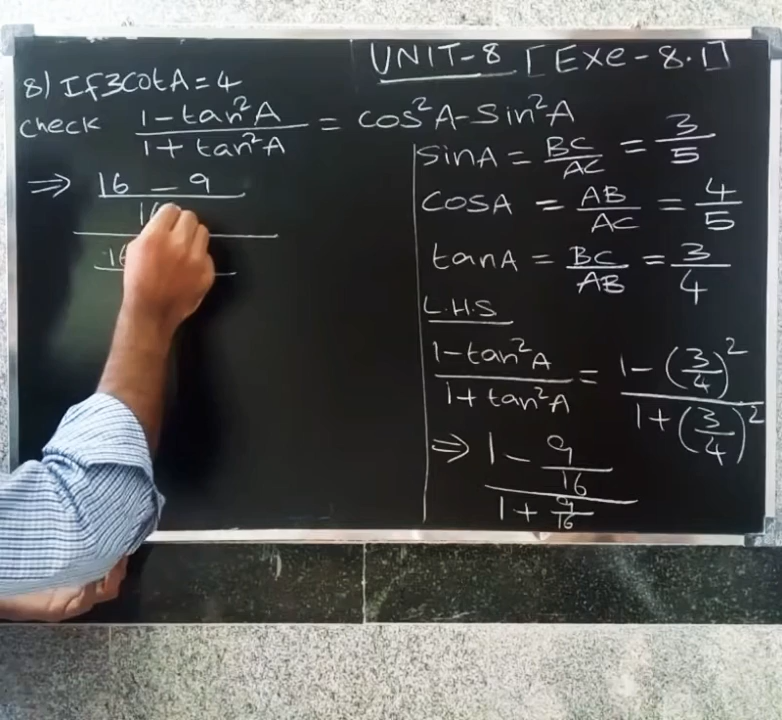 UNIT-8 [Exe-8.1]
8) If 3CotA = 4
check 1-tan²A / 1+tan²A = cos²A-Sin²A
⇒ 16 - 9
16
SinA = BC/AC = 3/5
COSA = AB/AC = 4/5
tanA = BC/AB = 3/4
L.H.S
1-tan²A / 1+tan²A = 1-(3/4)² / 1+(3/4)²
⇒ 1 - 9/16 / 1 + 9/16